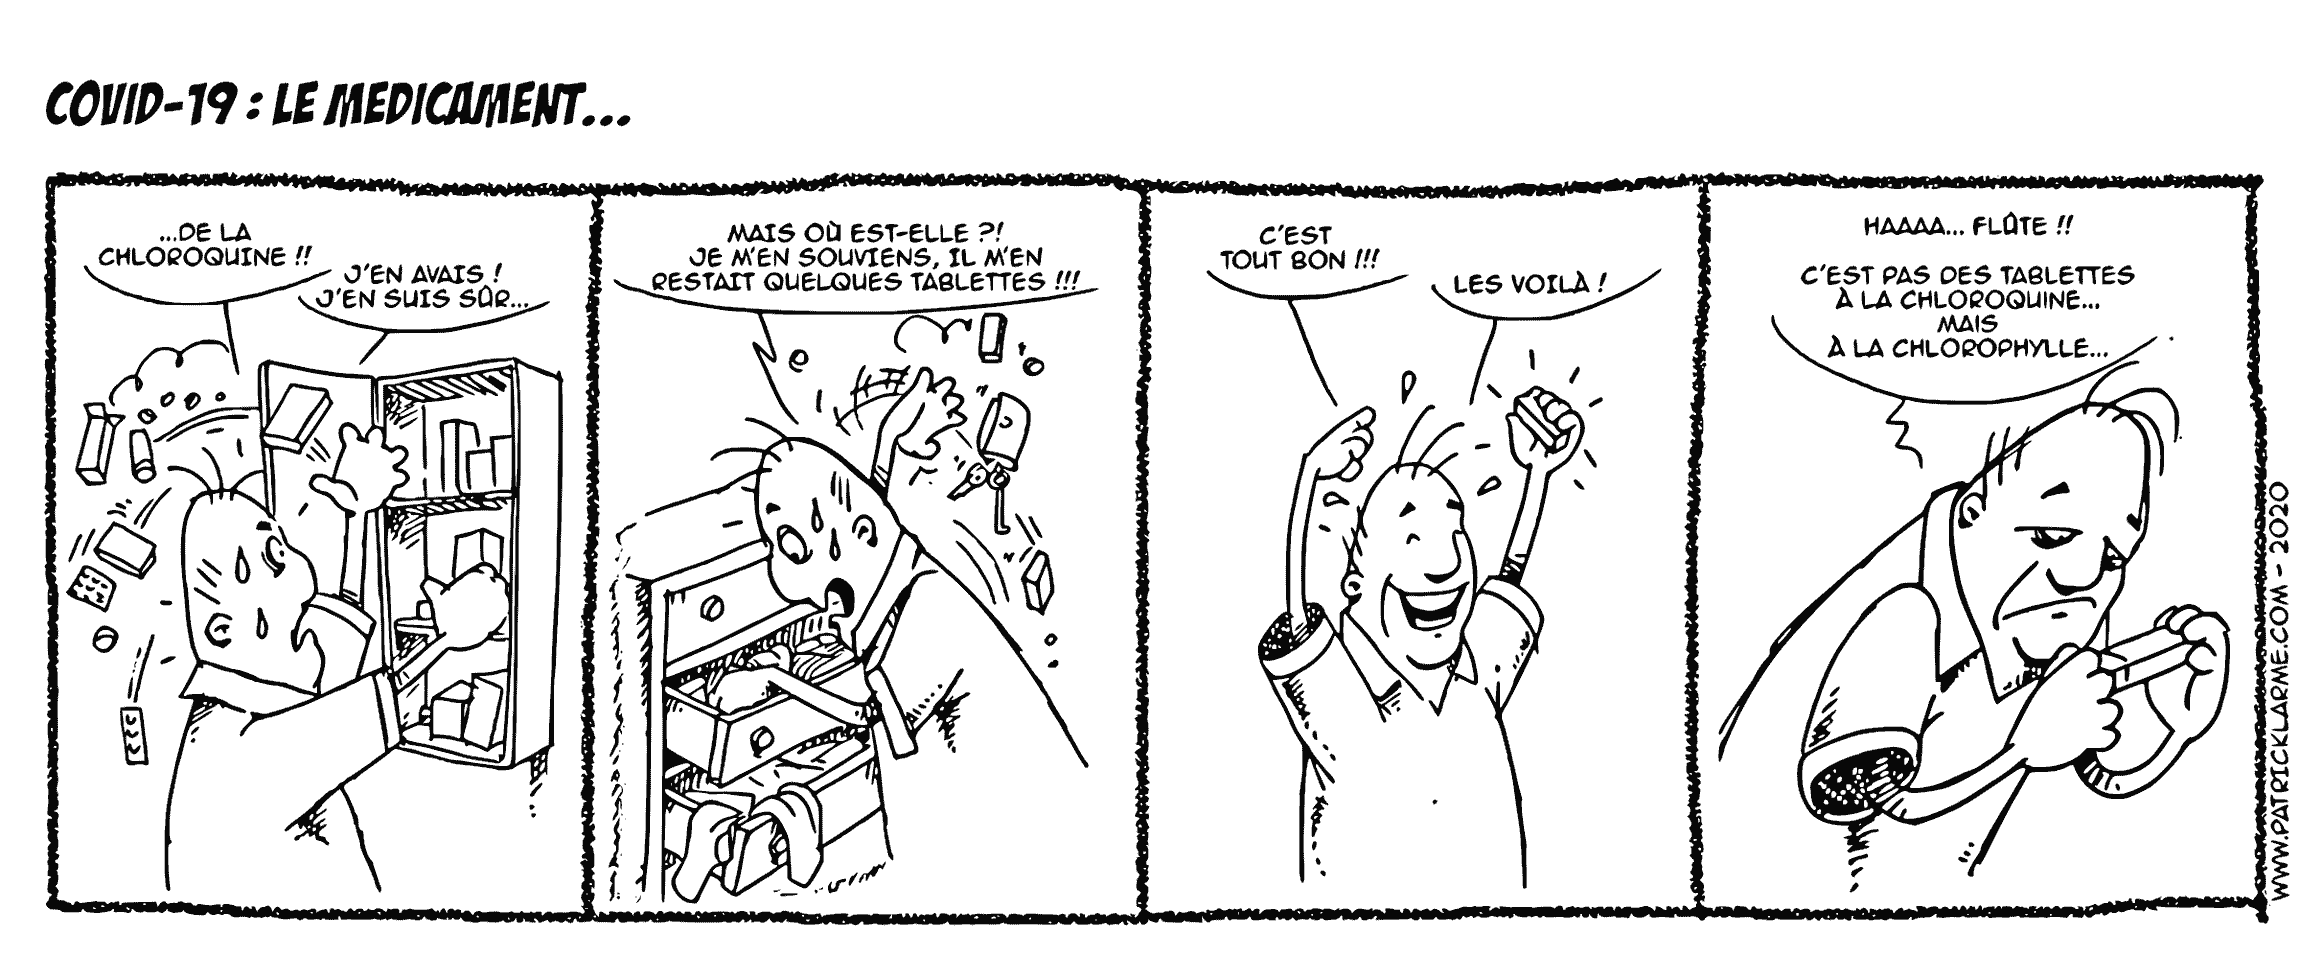 COVID-19 : LE MEDICAMENT...
...DE LA
CHLOROQUINE !!
J'EN AVAIS !
J'EN SUIS SÛR...
MAIS OÙ EST-ELLE ?!
JE M'EN SOUVIENS, IL M'EN
RESTAIT QUELQUES TABLETTES !!!
C'EST
TOUT BON !!!
LES VOILÀ !
HAAAA... FLÛTE !!
C'EST PAS DES TABLETTES
À LA CHLOROQUINE...
MAIS
À LA CHLOROPHYLLE...
WWW.PATRICKLARME.COM - 2020